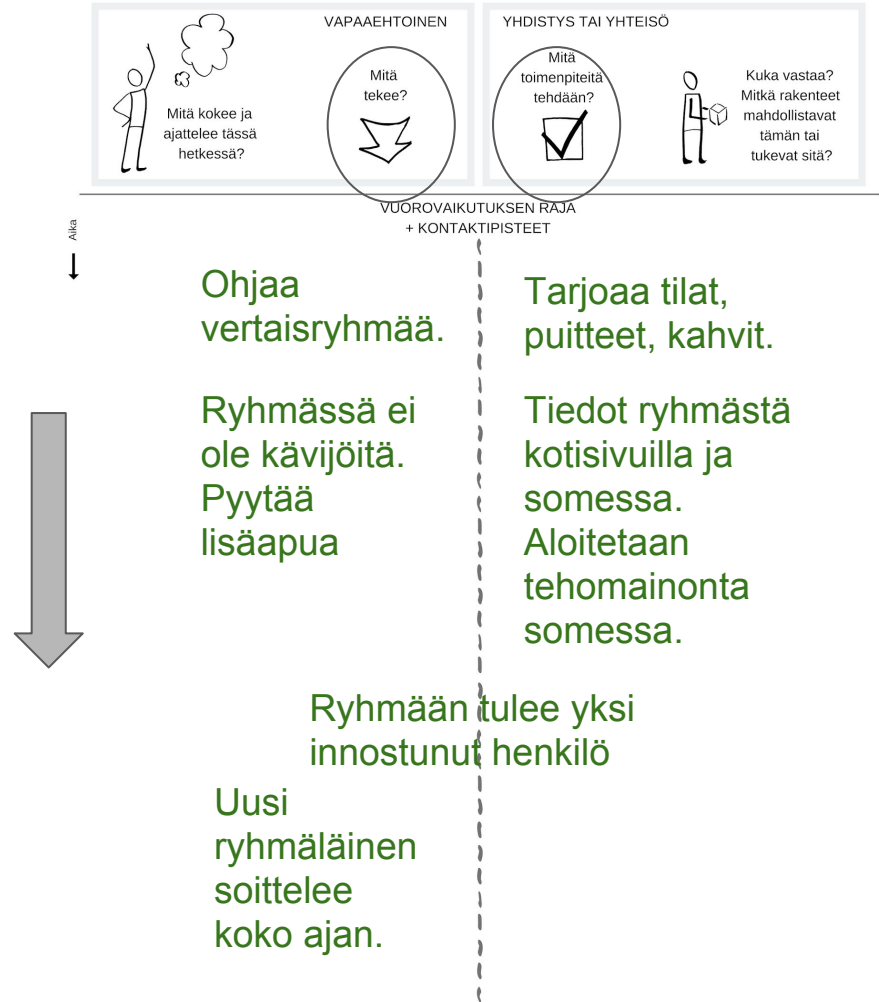 VAPAAEHTOINEN
Mitä kokee ja
ajattelee tässä
hetkessä?
Mitä
tekee?
YHDISTYS TAI YHTEISÖ
Mitä
toimenpiteitä
tehdään?
Kuka vastaa?
Mitkä rakenteet
mahdollistavat
tämän tai
tukevat sitä?
VUOROVAIKUTUKSEN RAJA
+ KONTAKTIPISTEET
Aika
Ohjaa
vertaisryhmää.
Tarjoaa tilat,
puitteet, kahvit.
Ryhmässä ei
ole kävijöitä.
Pyytää
lisäapua
Tiedot ryhmästä
kotisivuilla ja
somessa.
Aloitetaan
tehomainonta
somessa.
Ryhmään tulee yksi
innostunut henkilö
Uusi
ryhmäläinen
soittelee
koko ajan.